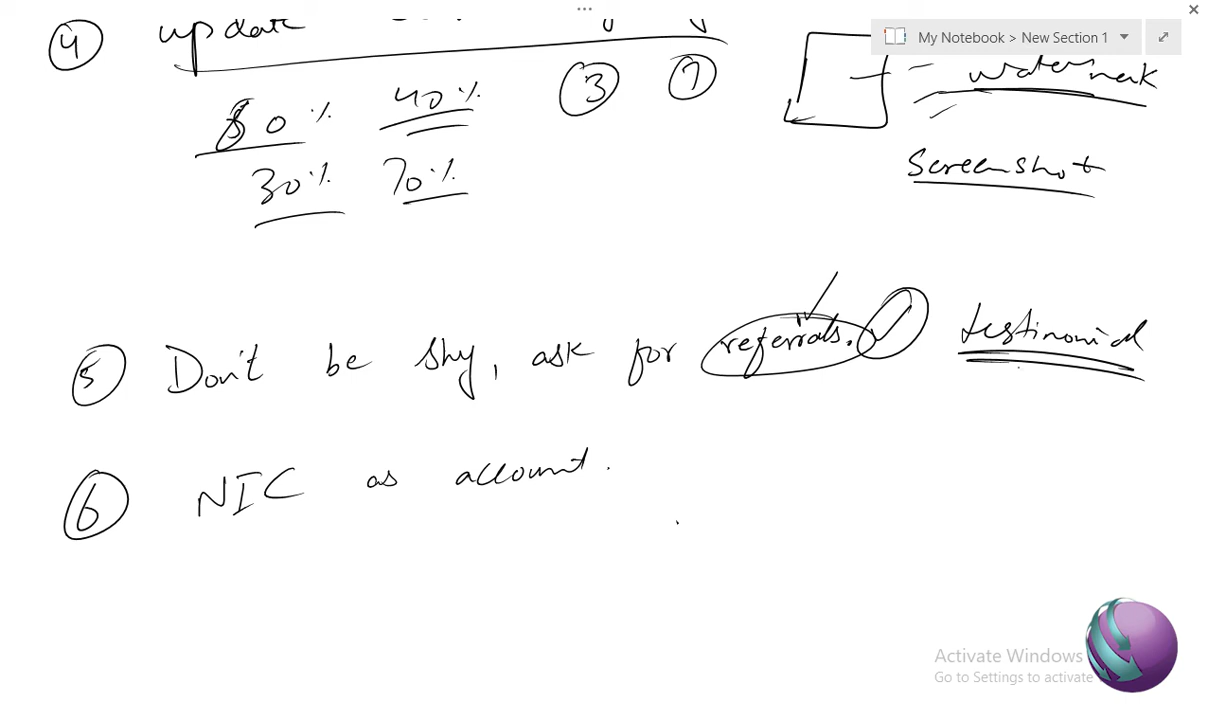 My Notebook > New Section 1
④ update
③ ⑦
watermark
80% 40%
30% 70%
Screenshot
⑤ Don't be shy, ask for referrals. testimonial
⑥ NIC as account.
Activate Windows
Go to Settings to activate